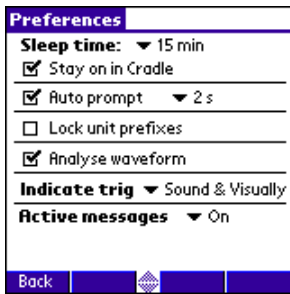 Preferences
Sleep time: 15 min
Stay on in Cradle
Auto prompt 2 s
Lock unit prefixes
Analyse waveform
Indicate trig Sound & Visually
Active messages On
Back